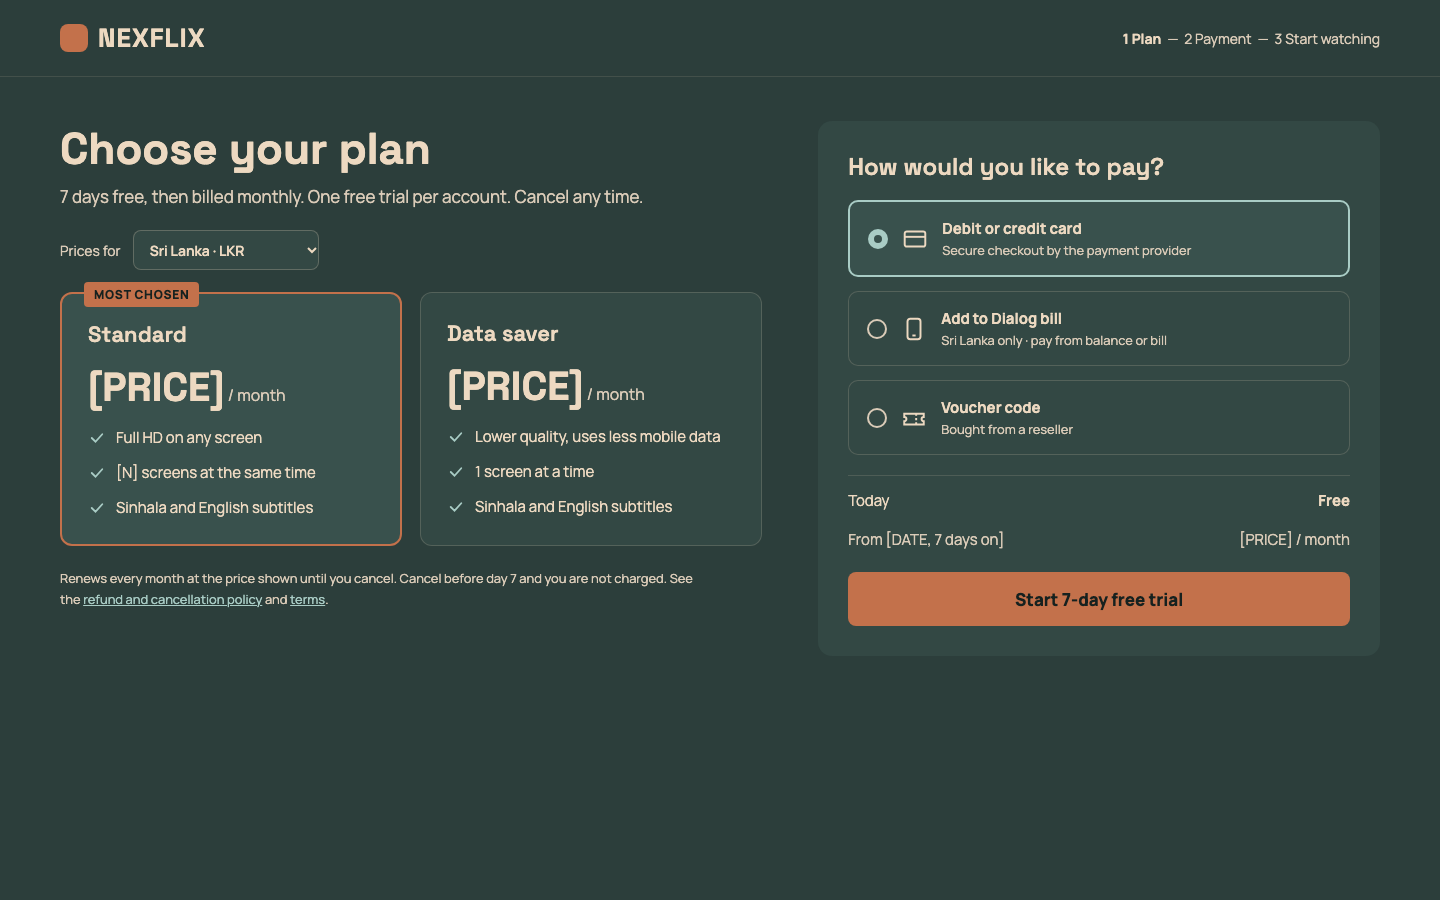 NEXFLIX
1 Plan — 2 Payment — 3 Start watching
Choose your plan
7 days free, then billed monthly. One free trial per account. Cancel any time.
Prices for
Sri Lanka · LKR
MOST CHOSEN
Standard
[PRICE] / month
Full HD on any screen
[N] screens at the same time
Sinhala and English subtitles
Data saver
[PRICE] / month
Lower quality, uses less mobile data
1 screen at a time
Sinhala and English subtitles
Renews every month at the price shown until you cancel. Cancel before day 7 and you are not charged. See
the refund and cancellation policy and terms.
How would you like to pay?
Debit or credit card
Secure checkout by the payment provider
Add to Dialog bill
Sri Lanka only · pay from balance or bill
Voucher code
Bought from a reseller
Today Free
From [DATE, 7 days on] [PRICE] / month
Start 7-day free trial